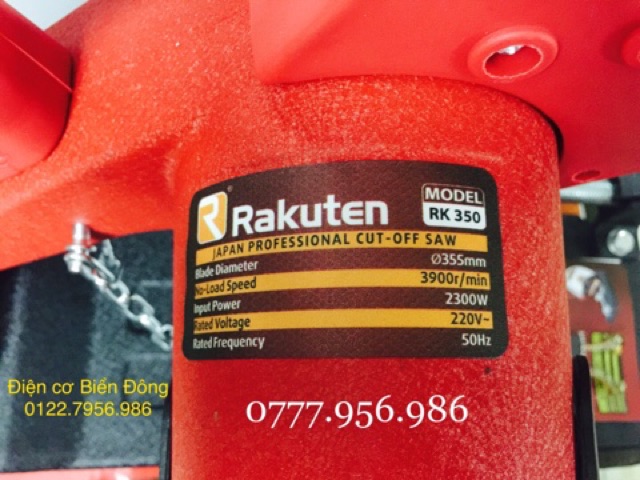 R® Rakuten
MODEL
RK 350
JAPAN PROFESSIONAL CUT-OFF SAW
Blade Diameter Ø355mm
No-Load Speed 3900r/min
Input Power 2300W
Rated Voltage 220V~
Rated Frequency 50Hz
Điện cơ Biển Đông
0122.7956.986
0777.956.986